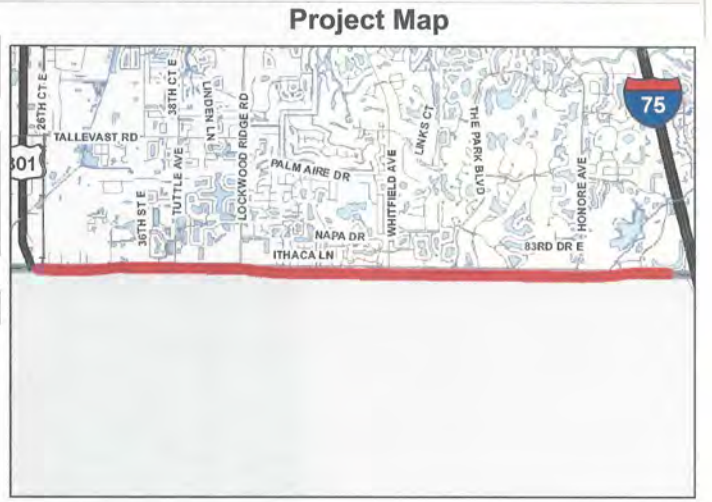 Project Map
26TH CT E
38TH CT E
LINDEN LN
LOCKWOOD RIDGE RD
LINKS CT
THE PARK BLVD
75
TALLEVAST RD
301
TUTTLE AVE
PALM AIRE DR
WHITFIELD AVE
HONORE AVE
36TH ST E
NAPA DR
83RD DR E
ITHACA LN